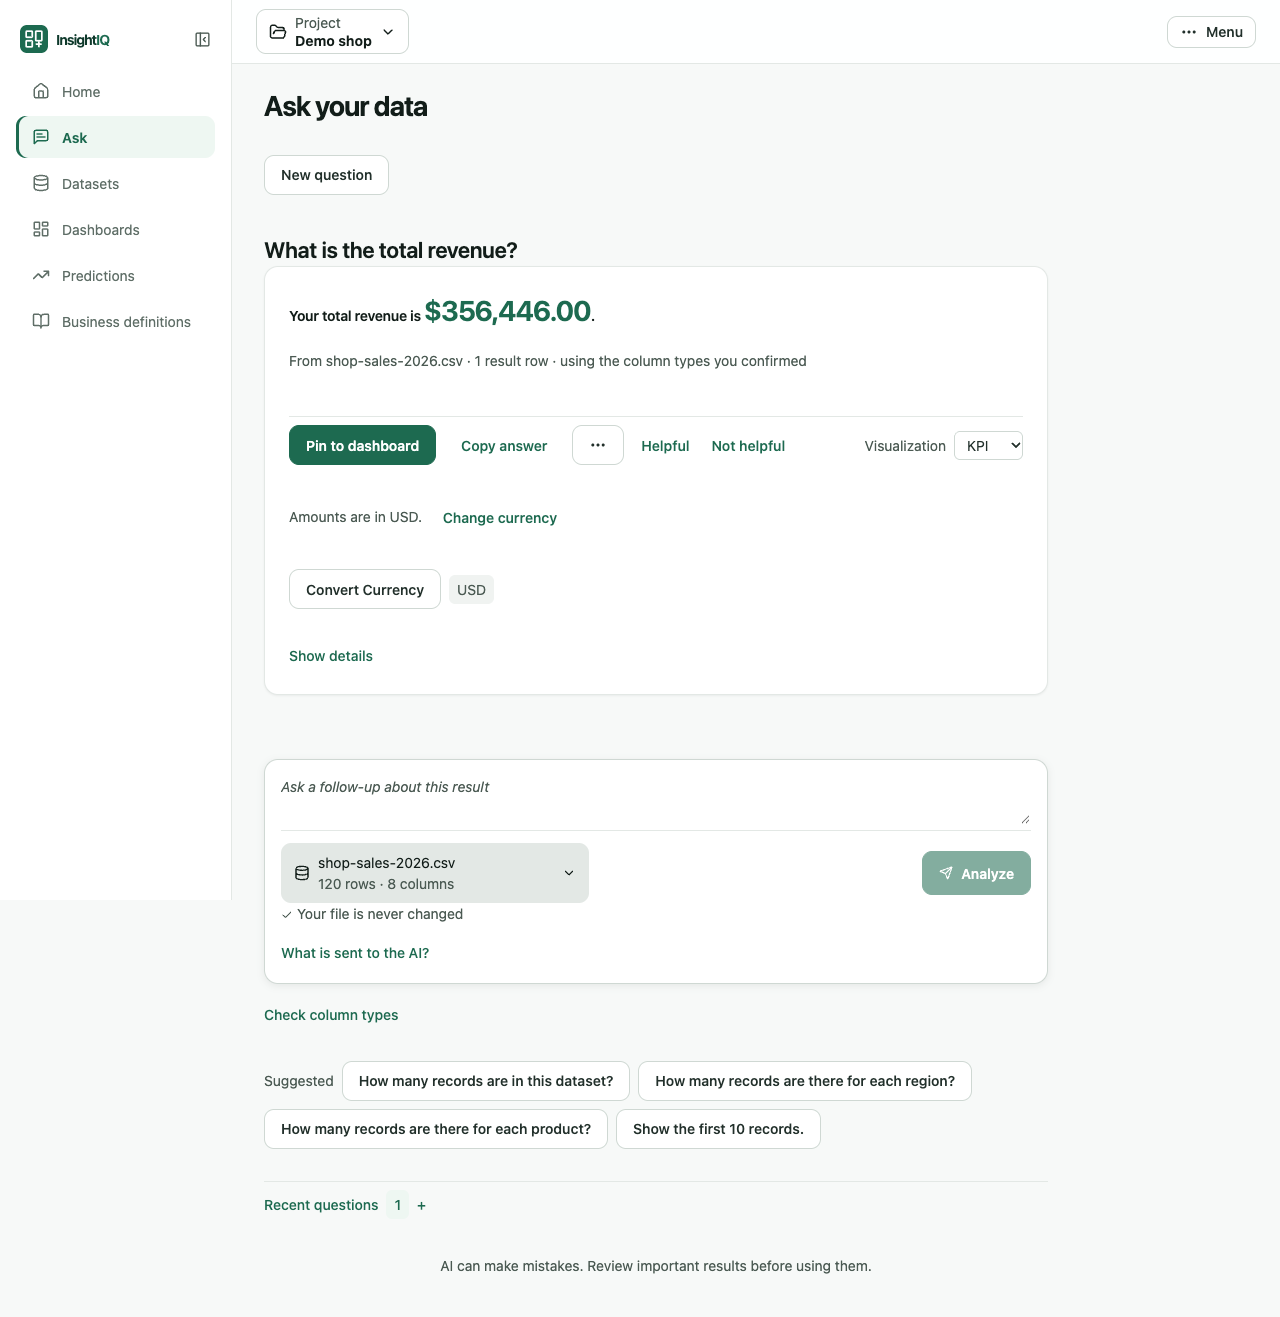 InsightIQ
Project
Demo shop
Menu
Home
Ask
Datasets
Dashboards
Predictions
Business definitions
Ask your data
New question
What is the total revenue?
Your total revenue is $356,446.00.
From shop-sales-2026.csv · 1 result row · using the column types you confirmed
Pin to dashboard
Copy answer
Helpful
Not helpful
Visualization
KPI
Amounts are in USD.
Change currency
Convert Currency
USD
Show details
Ask a follow-up about this result
shop-sales-2026.csv
120 rows · 8 columns
Analyze
✓ Your file is never changed
What is sent to the AI?
Check column types
Suggested
How many records are in this dataset?
How many records are there for each region?
How many records are there for each product?
Show the first 10 records.
Recent questions 1 +
AI can make mistakes. Review important results before using them.